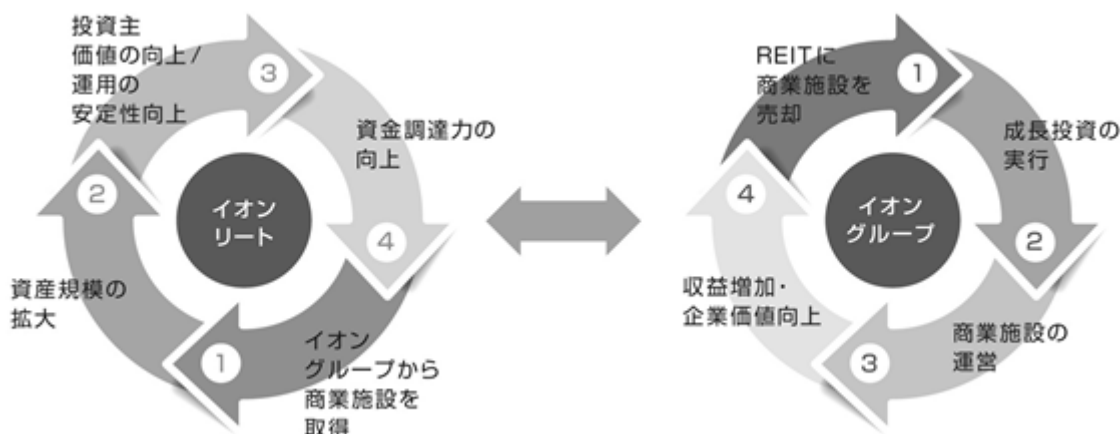 投資主
価値の向上/
運用の
安定性向上
③
資金調達力の
向上
④
②
資産規模の
拡大
①
イオン
グループから
商業施設を
取得
イオン
リート
REITに
商業施設を
売却
①
成長投資の
実行
②
④
収益増加・
企業価値向上
③
商業施設の
運営
イオン
グループ